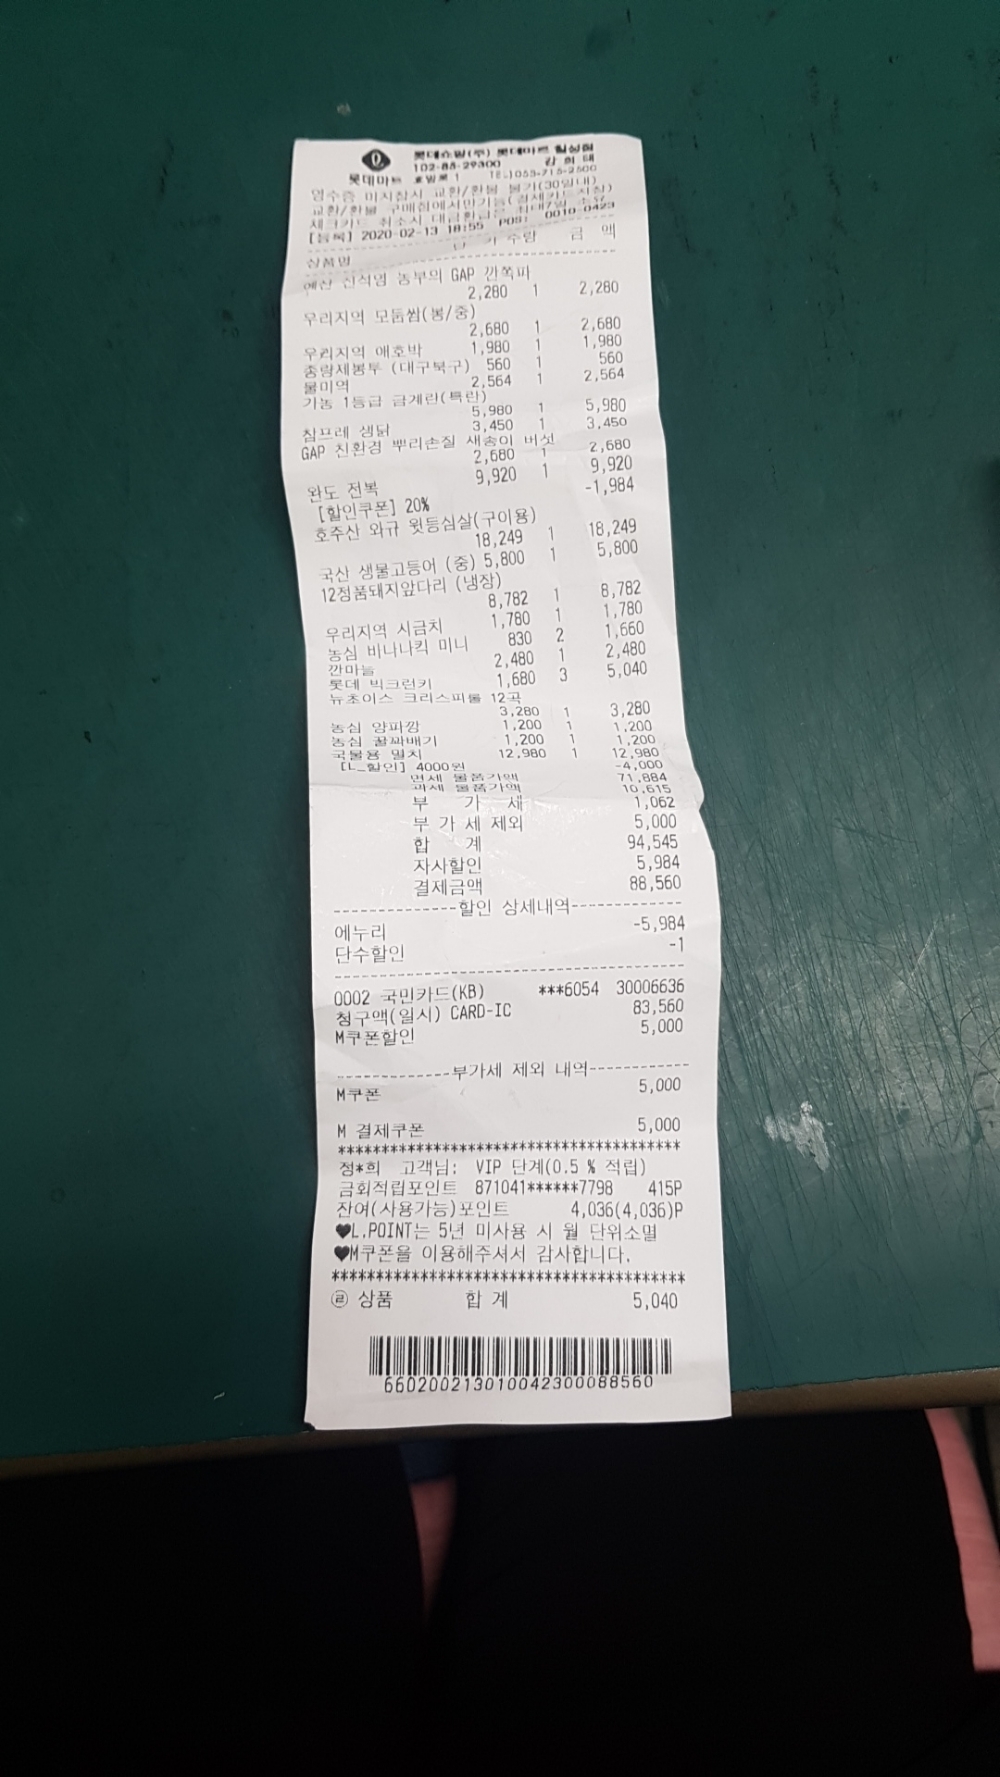 롯데쇼핑(주) 롯데마트 칠성점
102-85-29300 강희태
롯데마트 호암로 1 TEL)053-715-2500
영수증 미지참시 교환/환불 불가(30일내)
교환/환불 구매점에서만가능(결제카드지참)
체크카드 취소시 대금환급은 최대7일 소요
[등록] 2020-02-13 18:55 POS: 0010-0423
상품명 단 가 수량 금 액
예산 신석영 농부의 GAP 깐쪽파
2,280 1 2,280
우리지역 모둠쌈(봉/중)
2,680 1 2,680
우리지역 애호박 1,980 1 1,980
종량제봉투 (대구북구) 560 1 560
물미역 2,564 1 2,564
기농 1등급 금계란(특란)
5,980 1 5,980
참프레 생닭 3,450 1 3,450
GAP 친환경 뿌리손질 새송이 버섯
2,680 1 2,680
완도 전복 9,920 1 9,920
[할인쿠폰] 20% -1,984
호주산 와규 윗등심살(구이용)
18,249 1 18,249
국산 생물고등어 (중) 5,800 1 5,800
12정품돼지앞다리 (냉장)
8,782 1 8,782
우리지역 시금치 1,780 1 1,780
농심 바나나킥 미니 830 2 1,660
깐마늘 2,480 1 2,480
롯데 빅크런키 1,680 3 5,040
뉴초이스 크리스피롤 12곡
3,280 1 3,280
농심 양파깡 1,200 1 1,200
농심 꿀꽈배기 1,200 1 1,200
국물용 멸치 12,980 1 12,980
[L_할인] 4000원 -4,000
면세 물품가액 71,884
과세 물품가액 10,615
부 가 세 1,062
부 가 세 제외 5,000
합 계 94,545
자사할인 5,984
결제금액 88,560
--------------할인 상세내역-------------
에누리 -5,984
단수할인 -1
----------------------------------------
0002 국민카드(KB) ***6054 30006636
청구액(일시) CARD-IC 83,560
M쿠폰할인 5,000
-------------부가세 제외 내역-----------
M쿠폰 5,000
M 결제쿠폰 5,000
****************************************
정*희 고객님: VIP 단계(0.5 % 적립)
금회적립포인트 871041******7798 415P
잔여(사용가능)포인트 4,036(4,036)P
♥L.POINT는 5년 미사용 시 월 단위소멸
♥M쿠폰을 이용해주셔서 감사합니다.
****************************************
㉣ 상품 합 계 5,040
660200213010042300088560